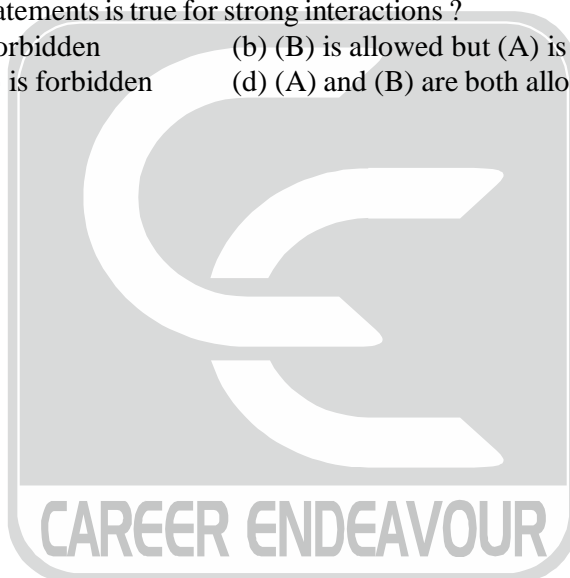 atements is true for strong interactions ?
orbidden (b) (B) is allowed but (A) is
is forbidden (d) (A) and (B) are both allo
CAREER ENDEAVOUR